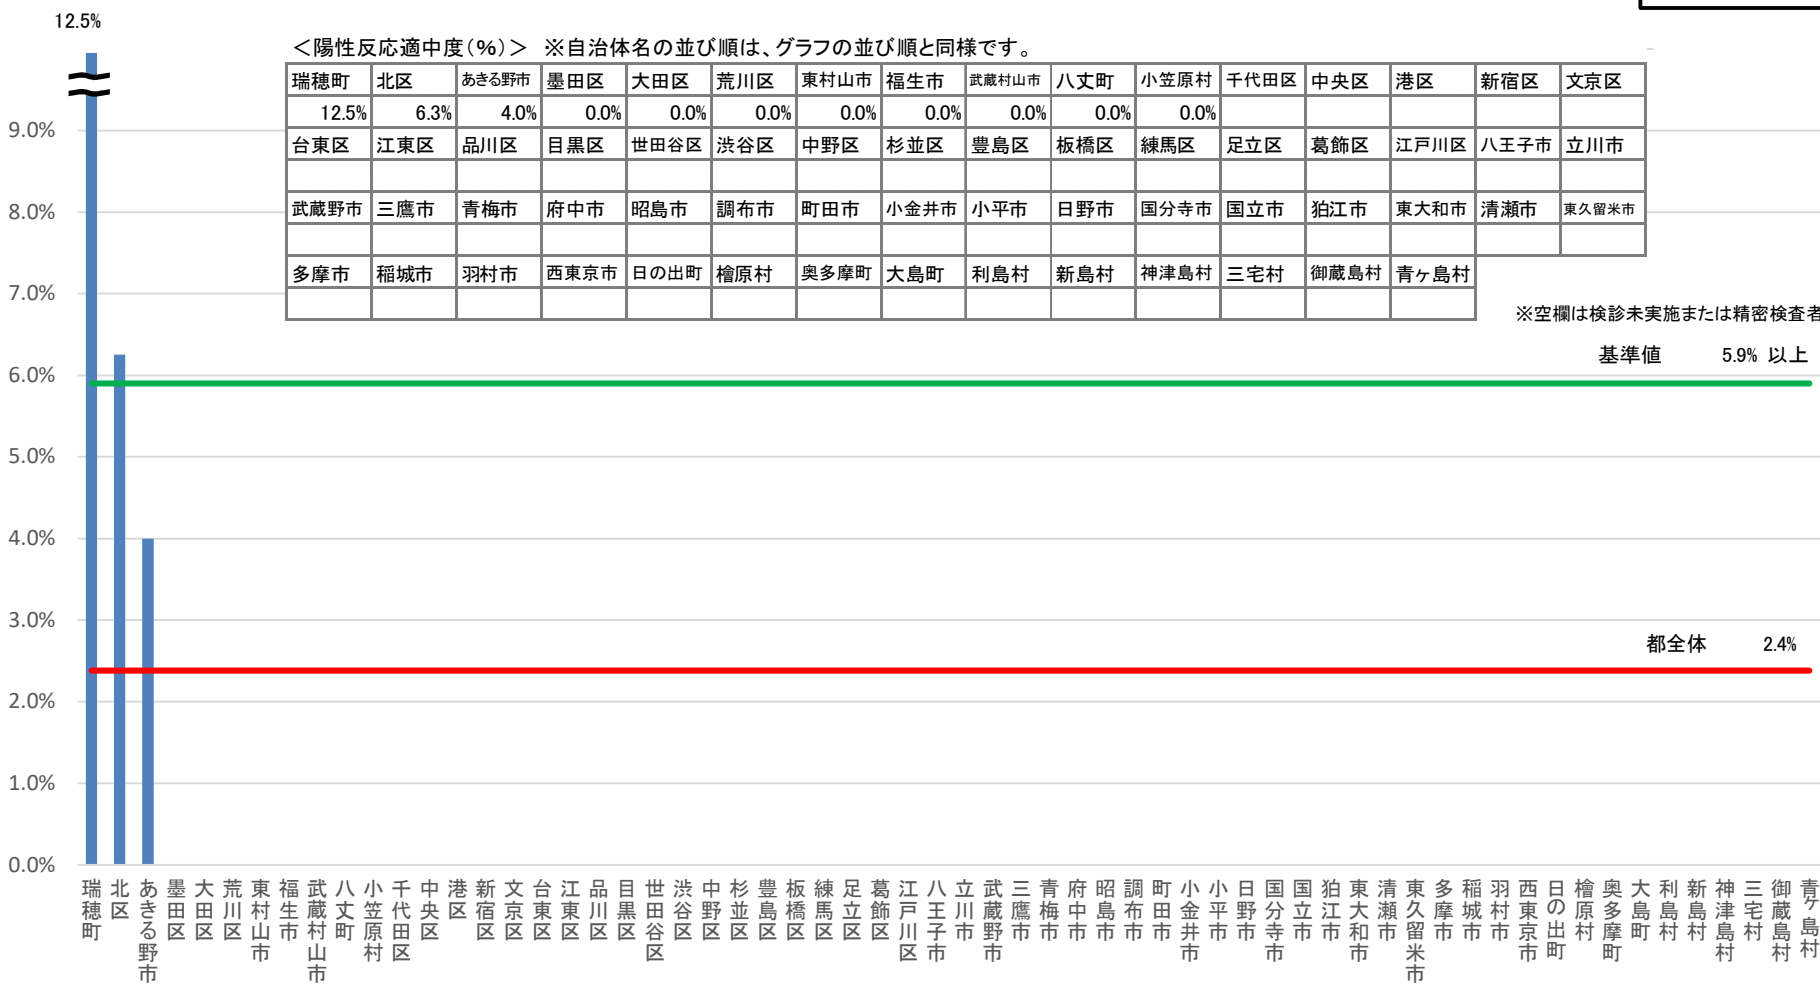 12.5%
＜陽性反応適中度(%)＞ ※自治体名の並び順は、グラフの並び順と同様です。
瑞穂町 北区 あきる野市 墨田区 大田区 荒川区 東村山市 福生市 武蔵村山市 八丈町 小笠原村 千代田区 中央区 港区 新宿区 文京区
12.5% 6.3% 4.0% 0.0% 0.0% 0.0% 0.0% 0.0% 0.0% 0.0% 0.0%
台東区 江東区 品川区 目黒区 世田谷区 渋谷区 中野区 杉並区 豊島区 板橋区 練馬区 足立区 葛飾区 江戸川区 八王子市 立川市
武蔵野市 三鷹市 青梅市 府中市 昭島市 調布市 町田市 小金井市 小平市 日野市 国分寺市 国立市 狛江市 東大和市 清瀬市 東久留米市
多摩市 稲城市 羽村市 西東京市 日の出町 檜原村 奥多摩町 大島町 利島村 新島村 神津島村 三宅村 御蔵島村 青ヶ島村
※空欄は検診未実施または精密検査者
基準値 5.9% 以上
都全体 2.4%
9.0%
8.0%
7.0%
6.0%
5.0%
4.0%
3.0%
2.0%
1.0%
0.0%
瑞穂町
北区
あきる野市
墨田区
大田区
荒川区
東村山市
福生市
武蔵村山市
八丈町
小笠原村
千代田区
中央区
港区
新宿区
文京区
台東区
江東区
品川区
目黒区
世田谷区
渋谷区
中野区
杉並区
豊島区
板橋区
練馬区
足立区
葛飾区
江戸川区
八王子市
立川市
武蔵野市
三鷹市
青梅市
府中市
昭島市
調布市
町田市
小金井市
小平市
日野市
国分寺市
国立市
狛江市
東大和市
清瀬市
東久留米市
多摩市
稲城市
羽村市
西東京市
日の出町
檜原村
奥多摩町
大島町
利島村
新島村
神津島村
三宅村
御蔵島村
青ヶ島村